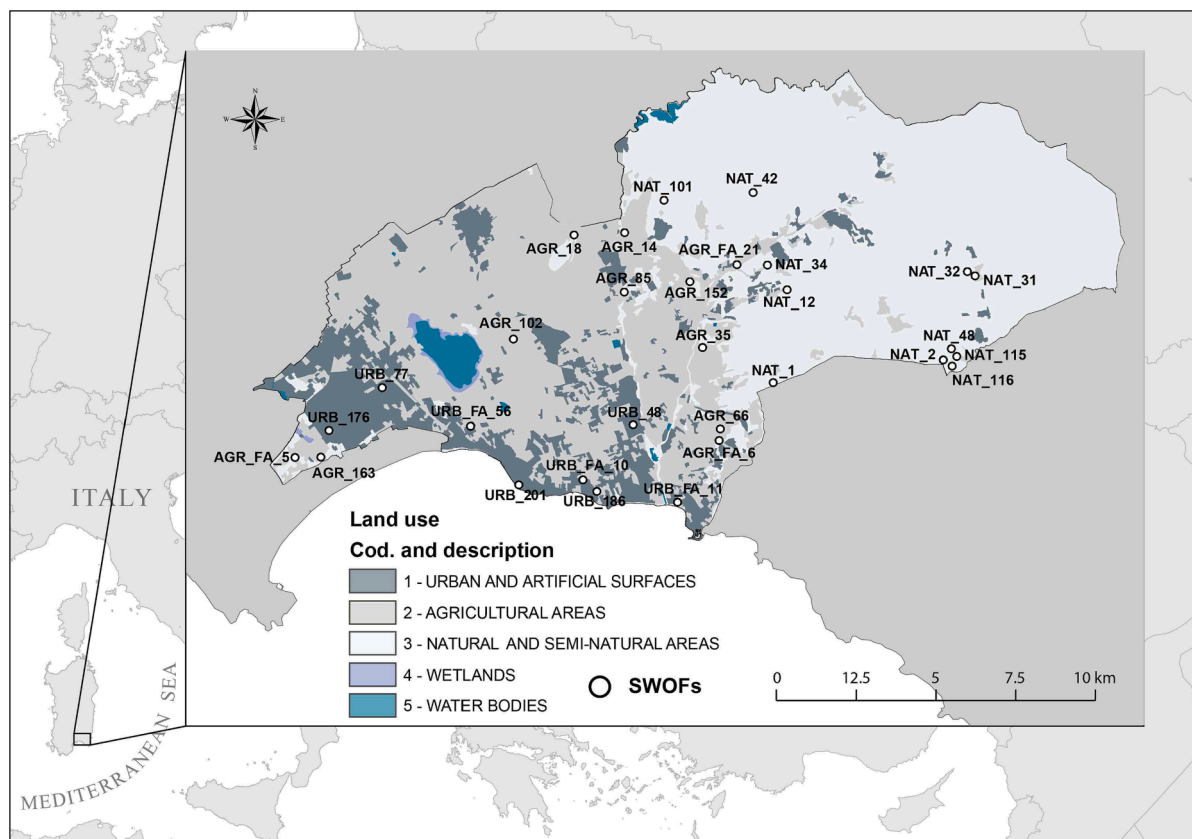 N
W E
S
NAT_101
NAT_42
AGR_18
AGR_14
AGR_FA_21
NAT_34
AGR_85
AGR_152
NAT_12
NAT_32
NAT_31
AGR_102
AGR_35
NAT_48
NAT_2
NAT_115
NAT_116
NAT_1
URB_77
URB_176
URB_FA_56
URB_48
AGR_66
AGR_FA_6
AGR_FA_5
AGR_163
URB_FA_10
URB_201
URB_186
URB_FA_11
ITALY
MEDITERRANEAN SEA
Land use
Cod. and description
1 - URBAN AND ARTIFICIAL SURFACES
2 - AGRICULTURAL AREAS
3 - NATURAL AND SEMI-NATURAL AREAS
4 - WETLANDS
5 - WATER BODIES
SWOFs
0 12.5 5 7.5 10 km